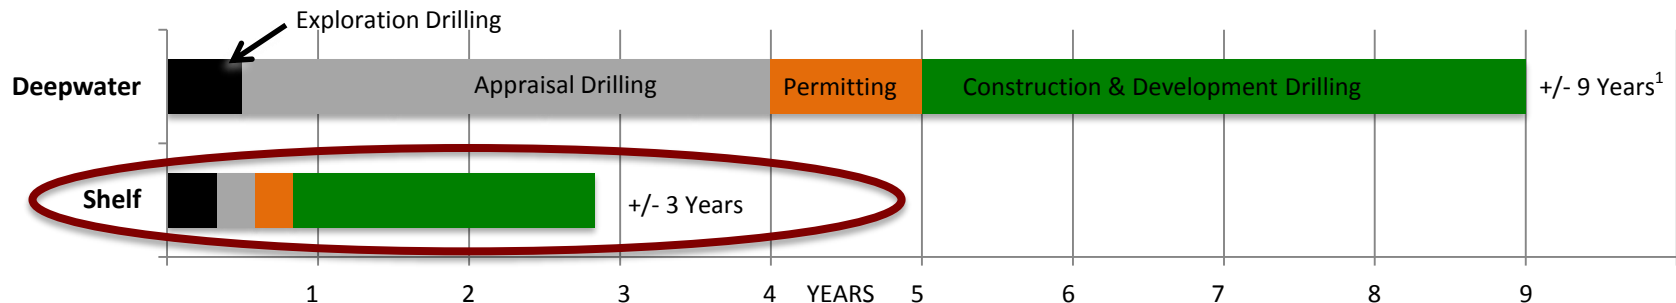 Exploration Drilling
Deepwater
Appraisal Drilling
Permitting
Construction & Development Drilling
+/- 9 Years¹
Shelf
+/- 3 Years
1 2 3 4 YEARS 5 6 7 8 9